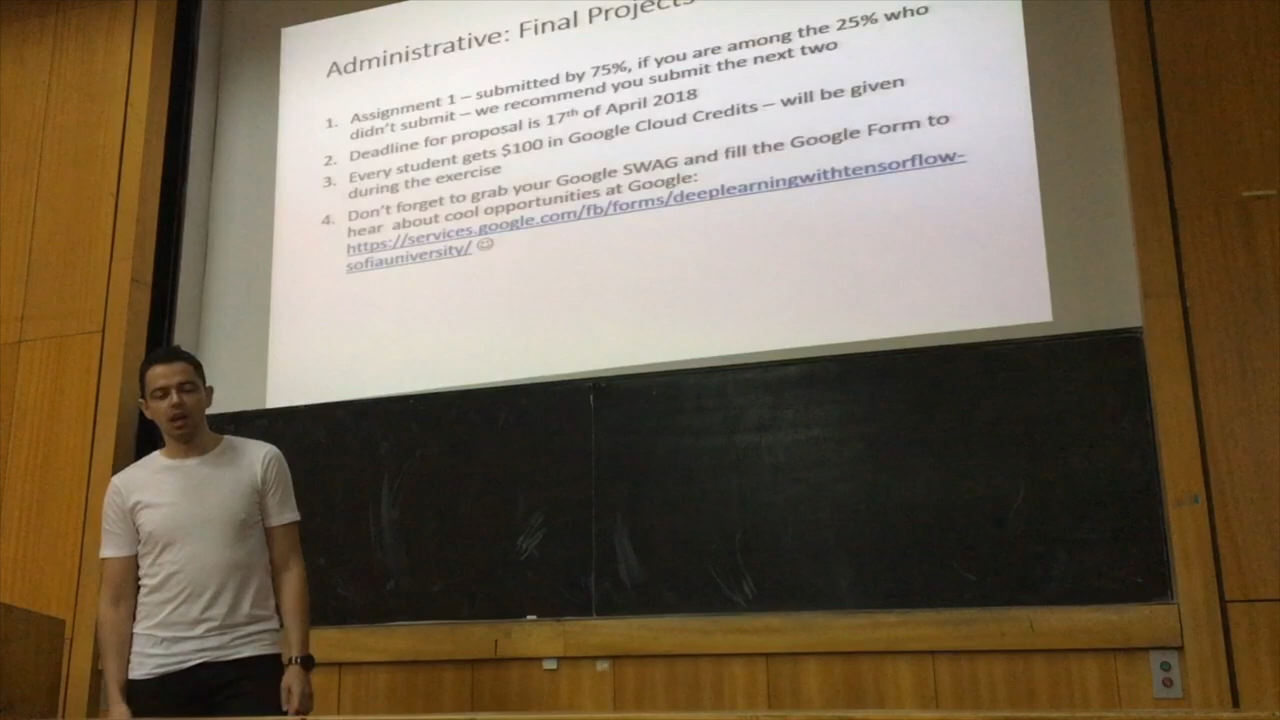 Administrative: Final Projects
1. Assignment 1 – submitted by 75%, if you are among the 25% who
didn't submit – we recommend you submit the next two
2. Deadline for proposal is 17th of April 2018
3. Every student gets $100 in Google Cloud Credits – will be given
during the exercise
4. Don't forget to grab your Google SWAG and fill the Google Form to
hear about cool opportunities at Google:
https://services.google.com/fb/forms/deeplearningwithtensorflow-
sofiauniversity/ ☺